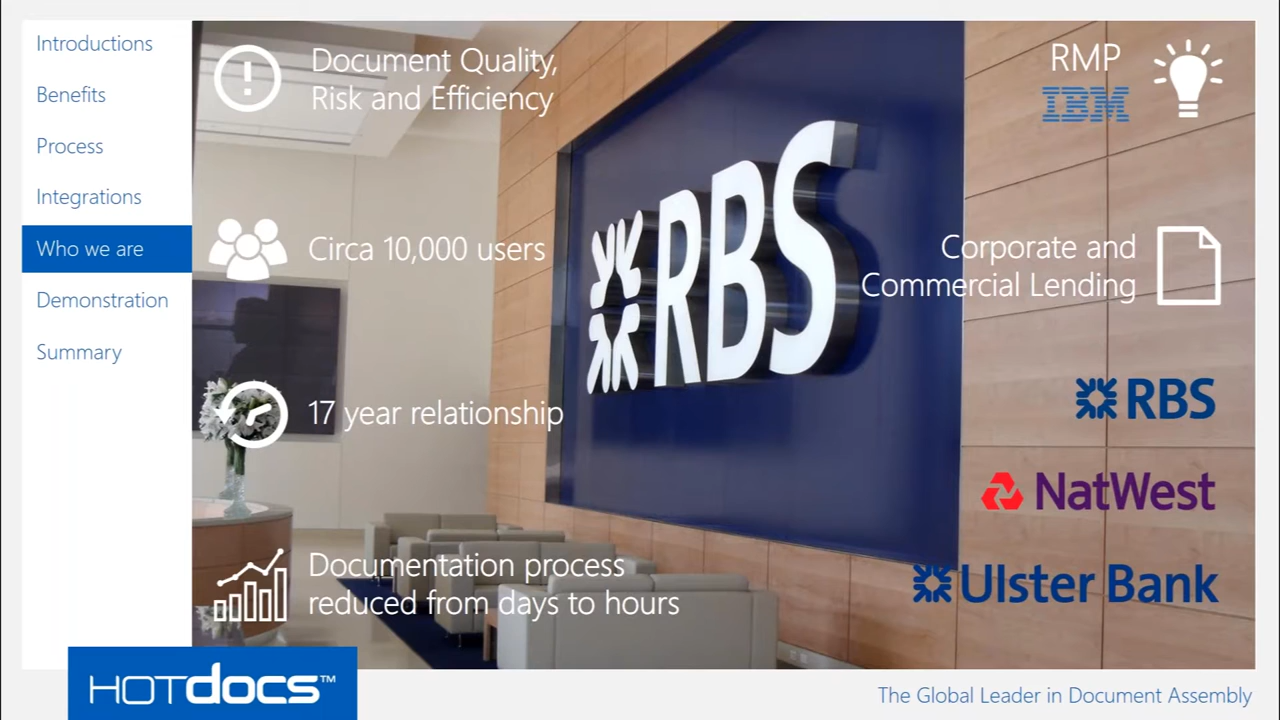 Introductions
Benefits
Process
Integrations
Who we are
Demonstration
Summary
Document Quality,
Risk and Efficiency
Circa 10,000 users
17 year relationship
Documentation process
reduced from days to hours
RBS
RMP
IBM
Corporate and
Commercial Lending
RBS
NatWest
Ulster Bank
HOTDOCS™
The Global Leader in Document Assembly